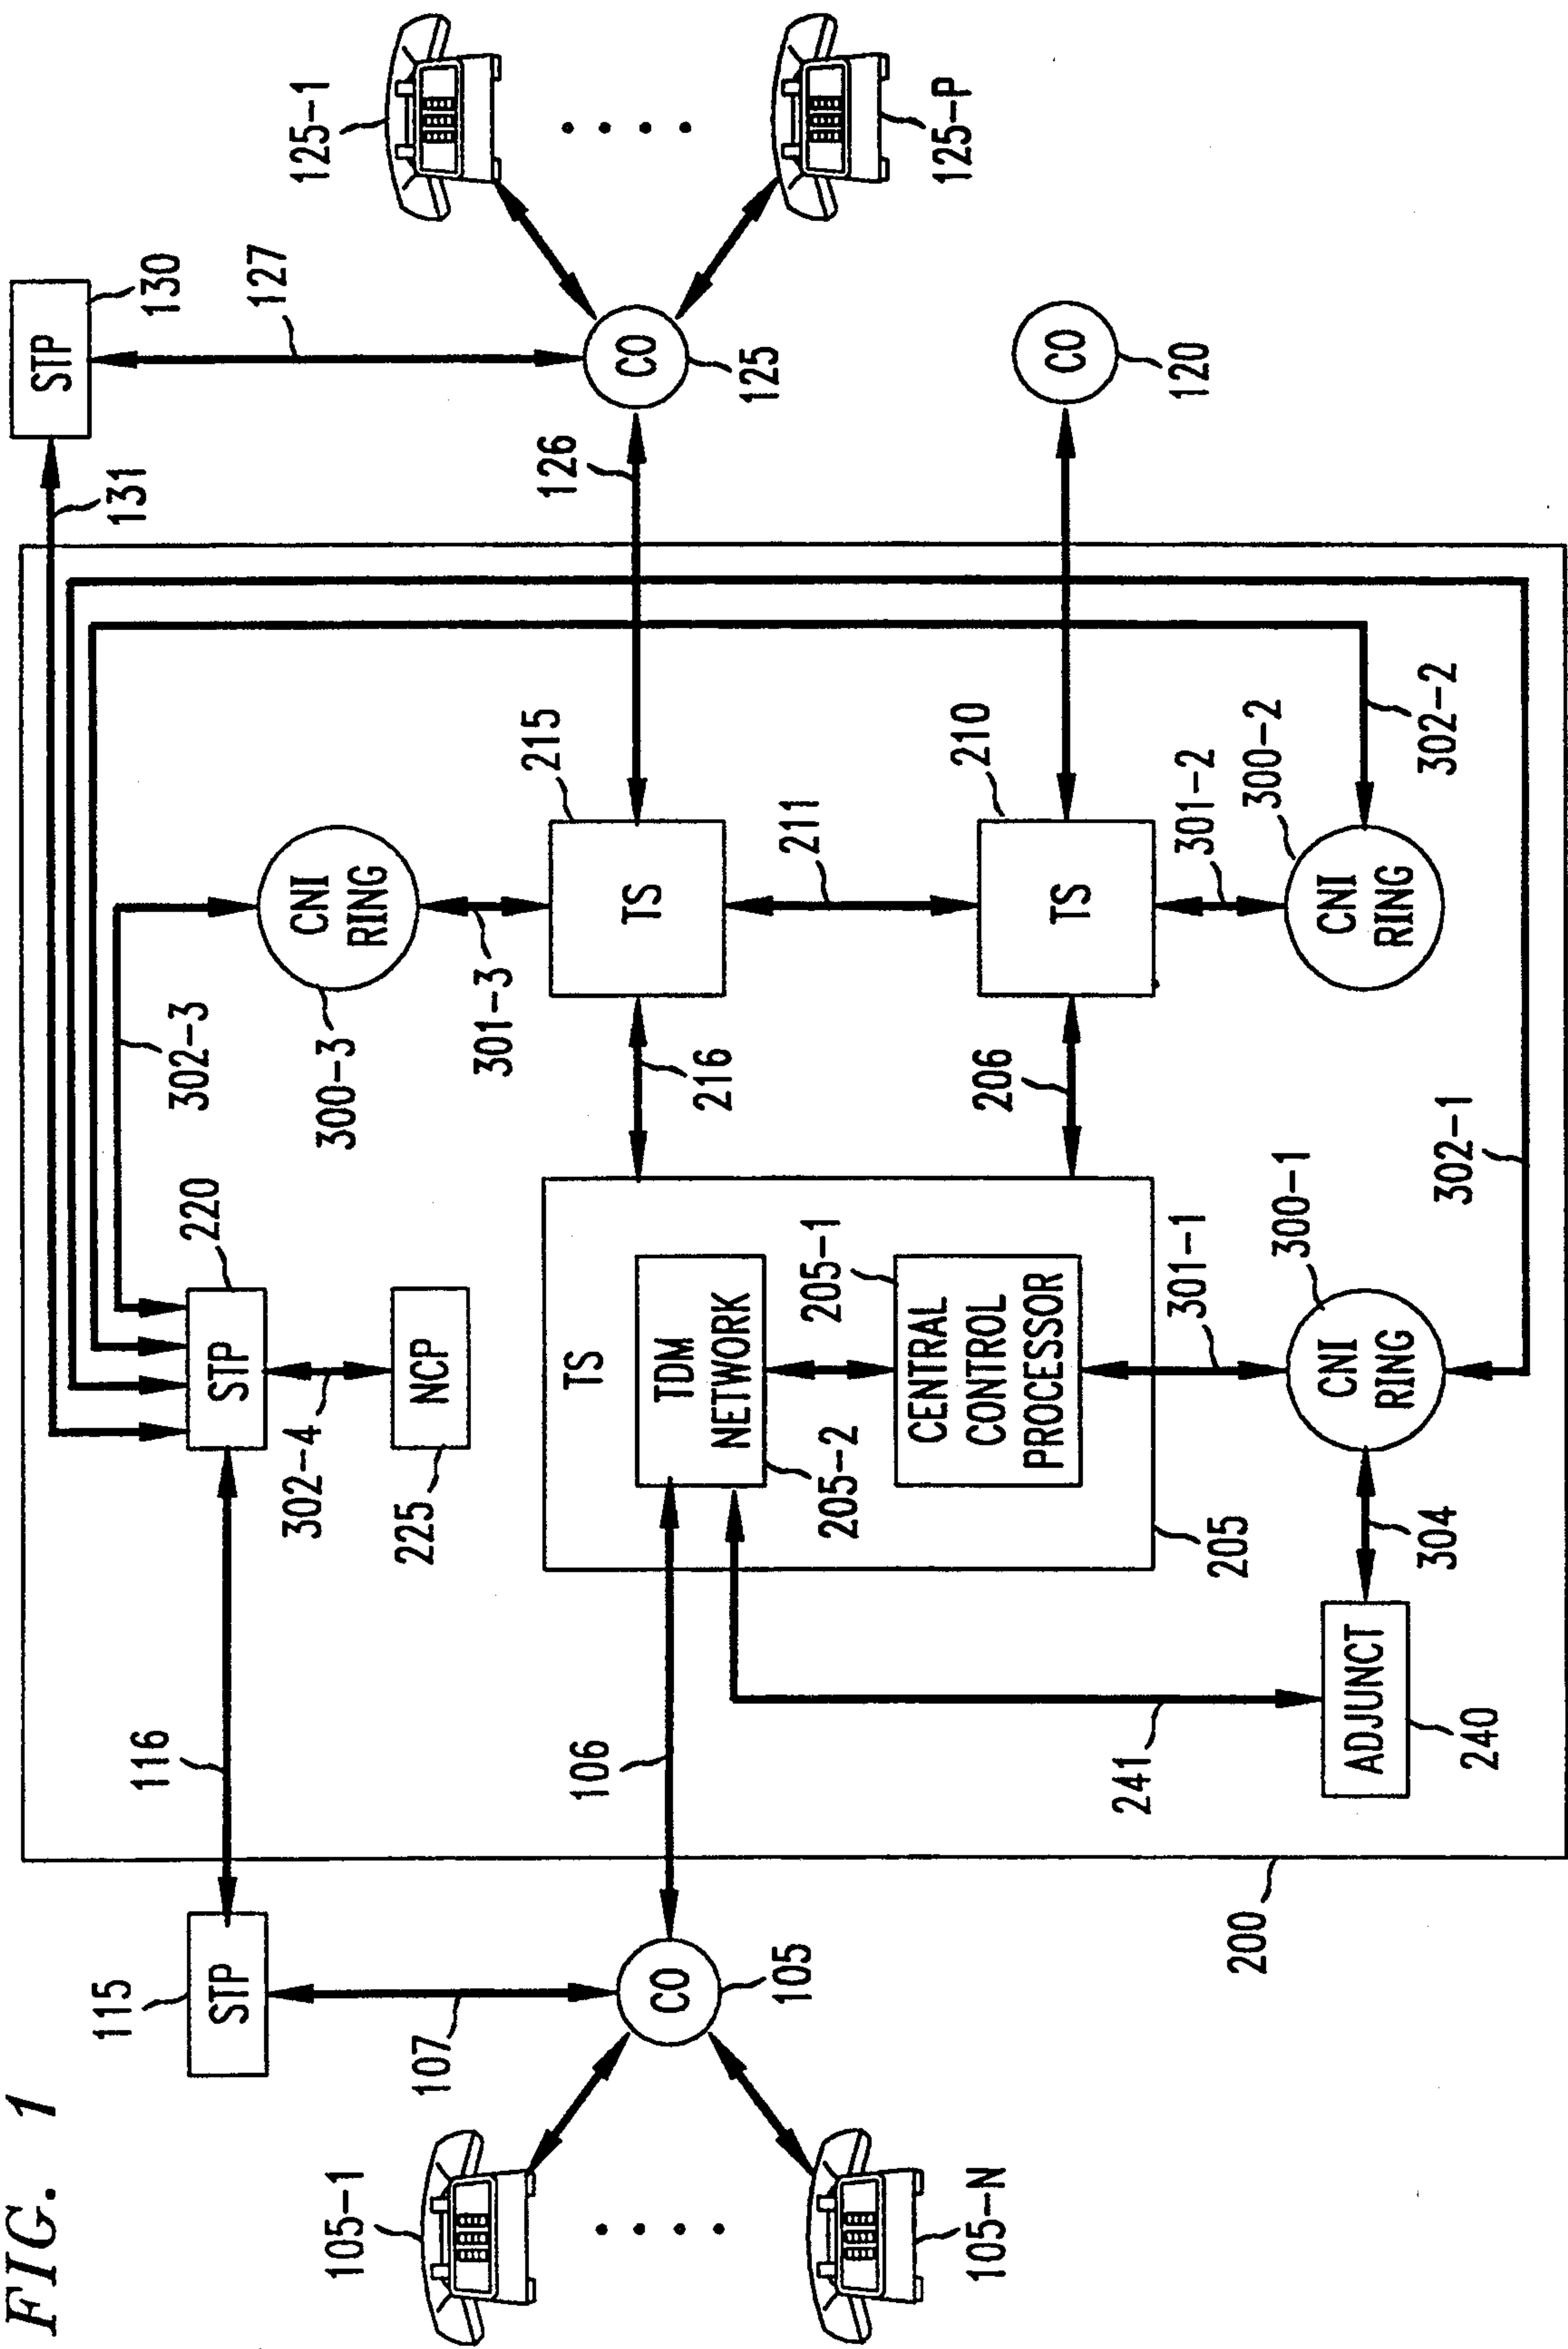 FIG. 1
STP
130
131
127
125-1
115
STP
116
STP
220
302-3
CNI
RING
300-3
107
302-4
NCP
225
301-3
126
CO
125
125-P
105-1
CO
105
106
TS
TDM
NETWORK
205-2
205-1
CENTRAL
CONTROL
PROCESSOR
205
216
TS
215
211
206
TS
210
CO
120
105-N
241
301-1
301-2
300-2
CNI
RING
302-2
200
ADJUNCT
240
304
CNI
RING
300-1
302-1